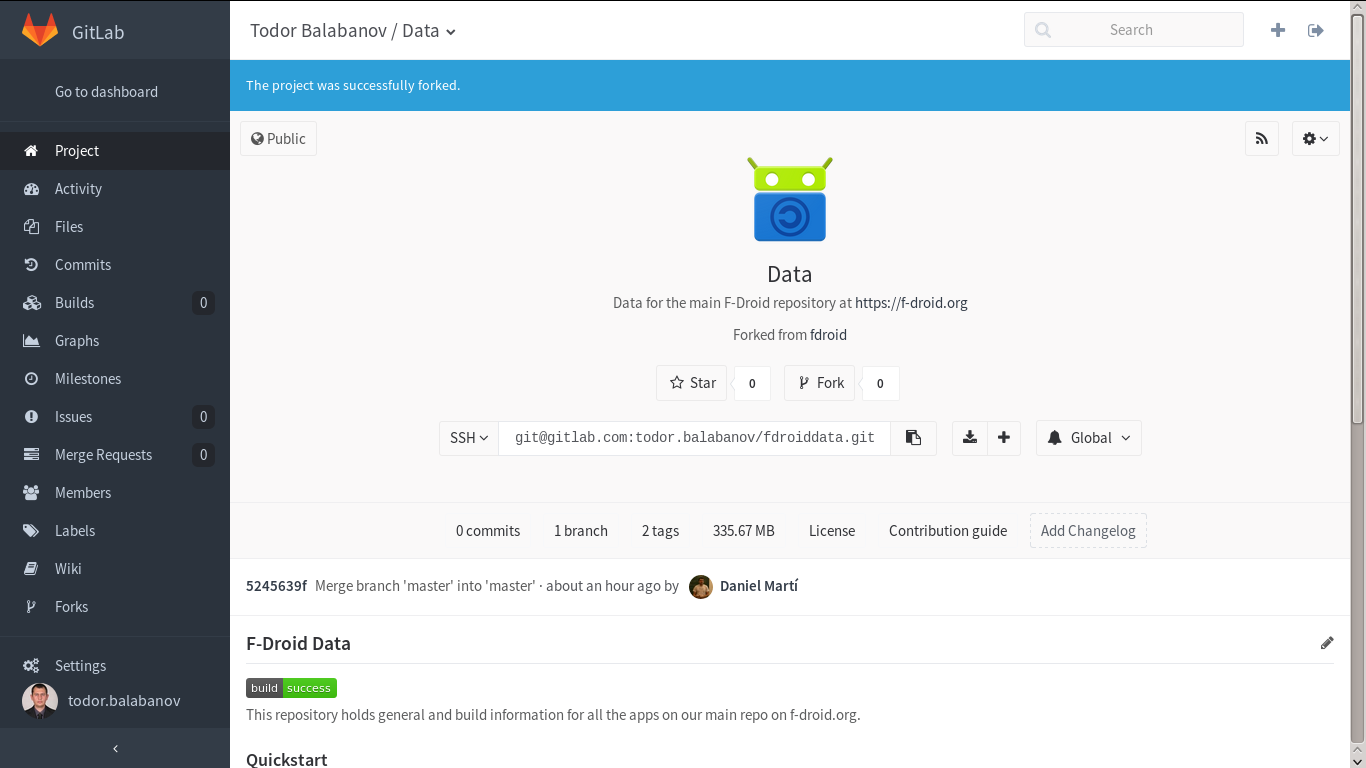 GitLab
Todor Balabanov / Data
Search
Go to dashboard
The project was successfully forked.
Project
Activity
Files
Commits
Builds 0
Graphs
Milestones
Issues 0
Merge Requests 0
Members
Labels
Wiki
Forks
Settings
todor.balabanov
Public
Data
Data for the main F-Droid repository at https://f-droid.org
Forked from fdroid
Star 0 Fork 0
SSH git@gitlab.com:todor.balabanov/fdroiddata.git Global
0 commits 1 branch 2 tags 335.67 MB License Contribution guide Add Changelog
5245639f Merge branch 'master' into 'master' · about an hour ago by Daniel Martí
F-Droid Data
build success
This repository holds general and build information for all the apps on our main repo on f-droid.org.
Quickstart